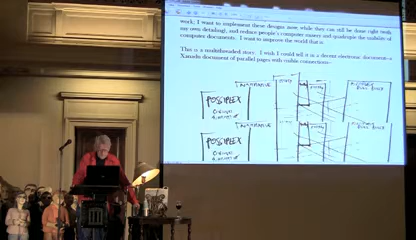 work; I want to implement these designs now, while they can still be done right (with
my own detailing), and reduce people's computer misery and quadruple the usability of
computer documents. I want to improve the world that is.
This is a multithreaded story. I wish I could tell it in a decent electronic document—a
Xanadu document of parallel pages with visible connections—
NARRATIVE
POSSIPLEX
NARRATIVE
POSSIPLEX